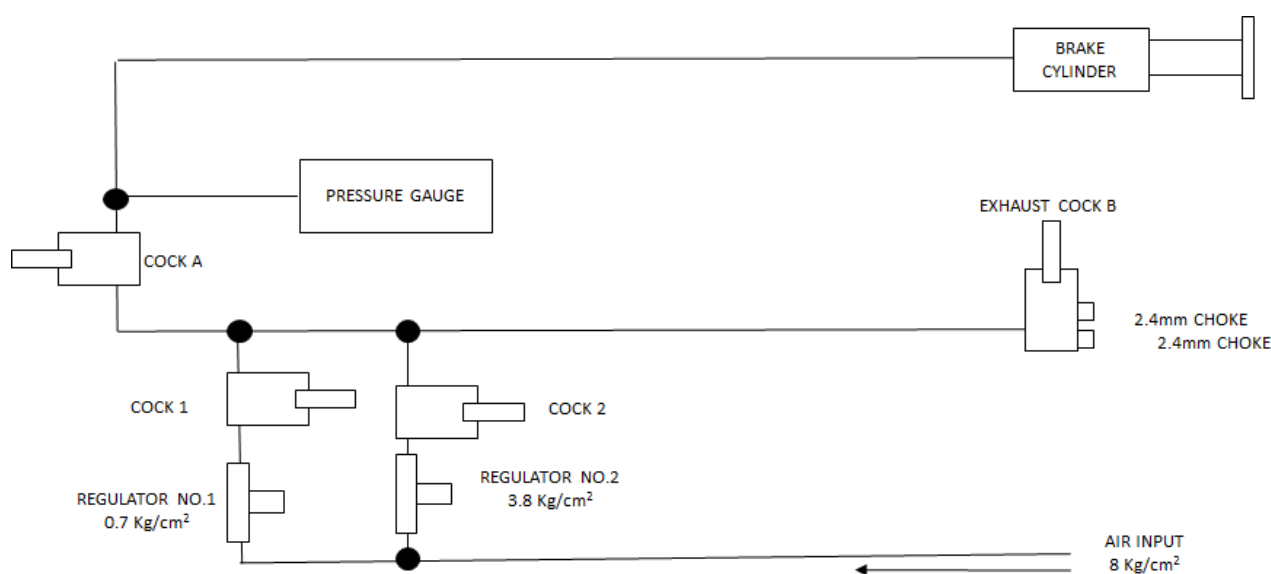 BRAKE
CYLINDER
PRESSURE GAUGE
EXHAUST COCK B
COCK A
2.4mm CHOKE
2.4mm CHOKE
COCK 1
COCK 2
REGULATOR NO.1
0.7 Kg/cm²
REGULATOR NO.2
3.8 Kg/cm²
AIR INPUT
8 Kg/cm²